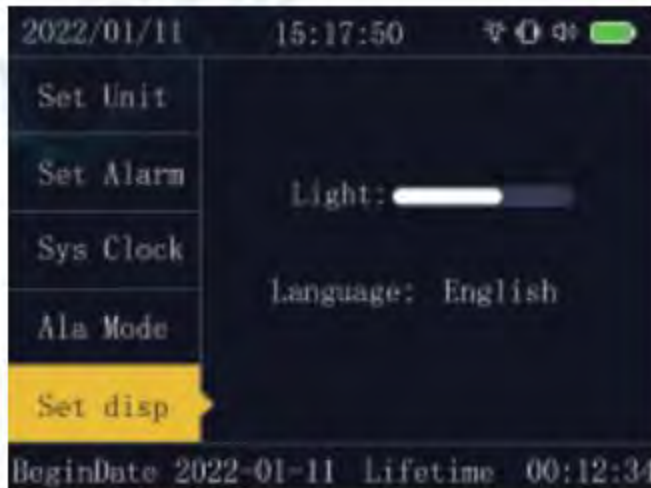 2022/01/11 15:17:50
Set Unit
Set Alarm
Light:
Sys Clock
Language: English
Ala Mode
Set disp
BeginDate 2022-01-11 Lifetime 00:12:34